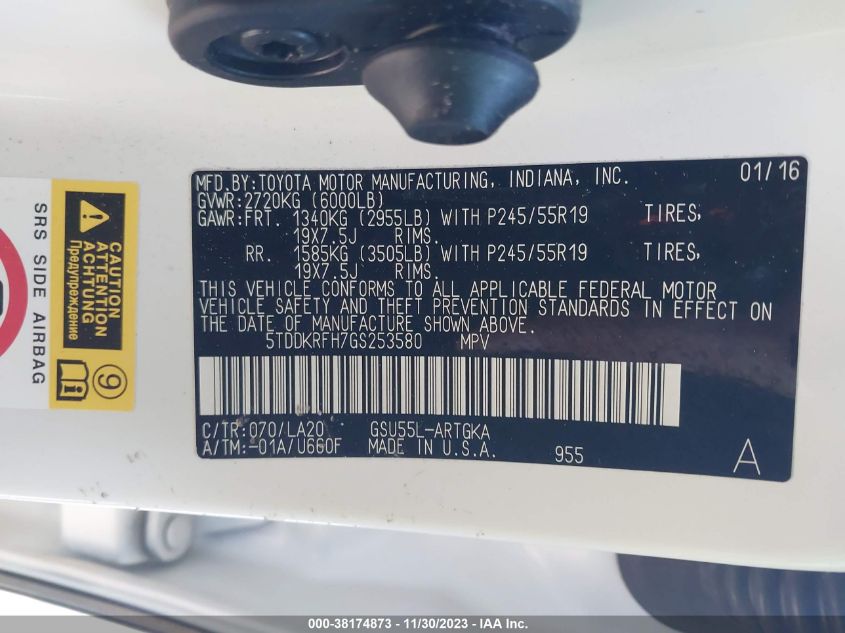 MFD.BY:TOYOTA MOTOR MANUFACTURING, INDIANA, INC. 01/16
GVWR:2720KG (6000LB)
GAWR:FRT. 1340KG (2955LB) WITH P245/55R19 TIRES,
19X7.5J RIMS.
RR. 1585KG (3505LB) WITH P245/55R19 TIRES,
19X7.5J RIMS.
THIS VEHICLE CONFORMS TO ALL APPLICABLE FEDERAL MOTOR
VEHICLE SAFETY AND THEFT PREVENTION STANDARDS IN EFFECT ON
THE DATE OF MANUFACTURE SHOWN ABOVE.
5TDDKRFH7GS253580 MPV
C/TR:070/LA20 GSU55L-ARTGKA
A/TM:-01A/U660F MADE IN U.S.A. 955 A
SRS SIDE AIRBAG
CAUTION
ATTENTION
ACHTUNG
Предупреждение
9
000-38174873 - 11/30/2023 - IAA Inc.